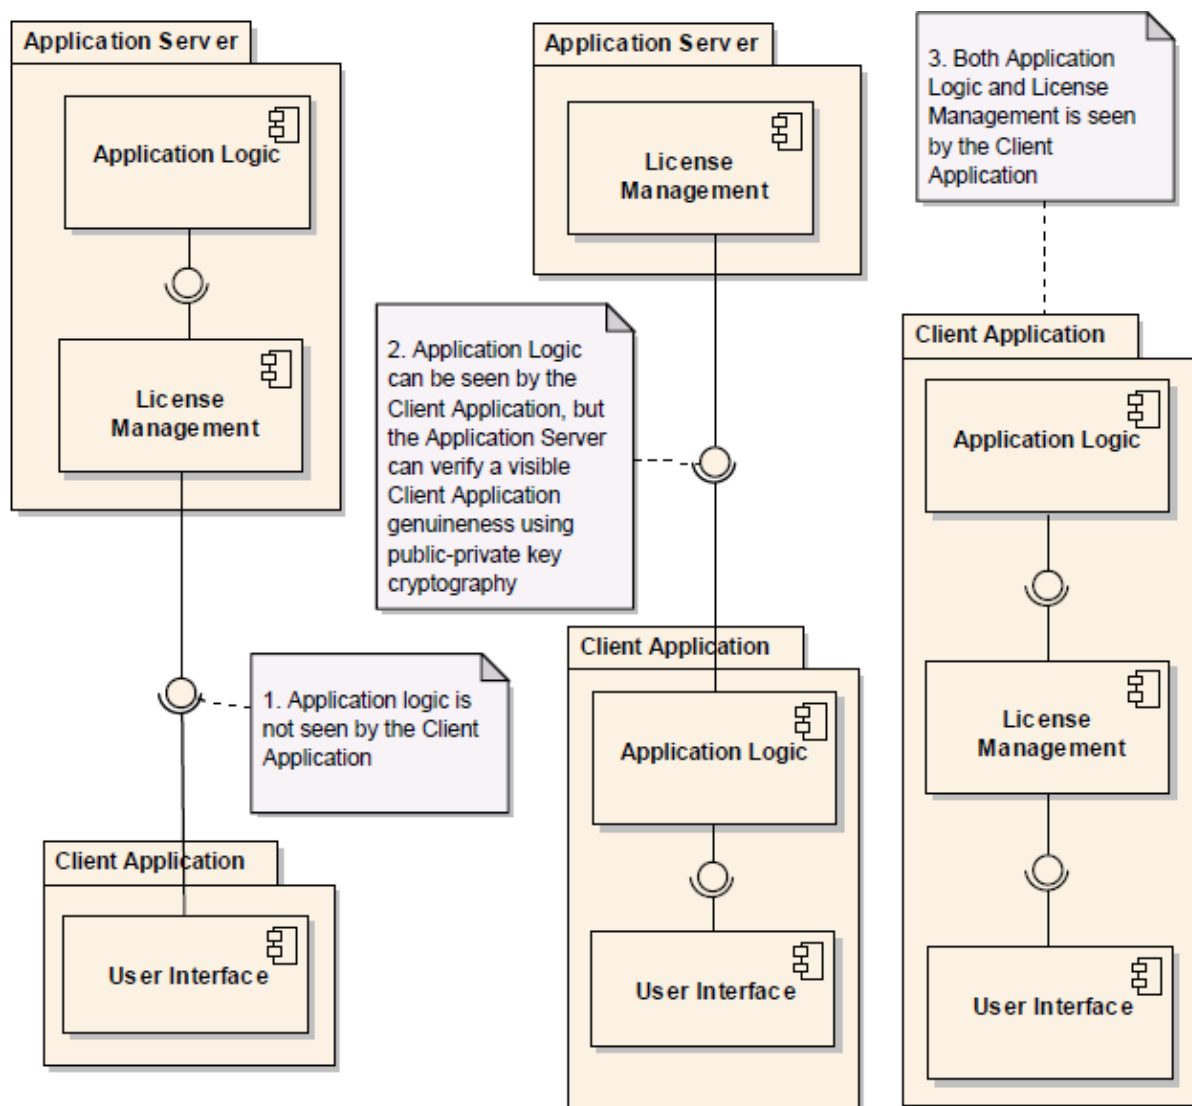 Application Server
Application Logic
License
Management
1. Application logic is
not seen by the Client
Application
Client Application
User Interface
Application Server
License
Management
2. Application Logic
can be seen by the
Client Application, but
the Application Server
can verify a visible
Client Application
genuineness using
public-private key
cryptography
Client Application
Application Logic
User Interface
3. Both Application
Logic and License
Management is seen
by the Client
Application
Client Application
Application Logic
License
Management
User Interface